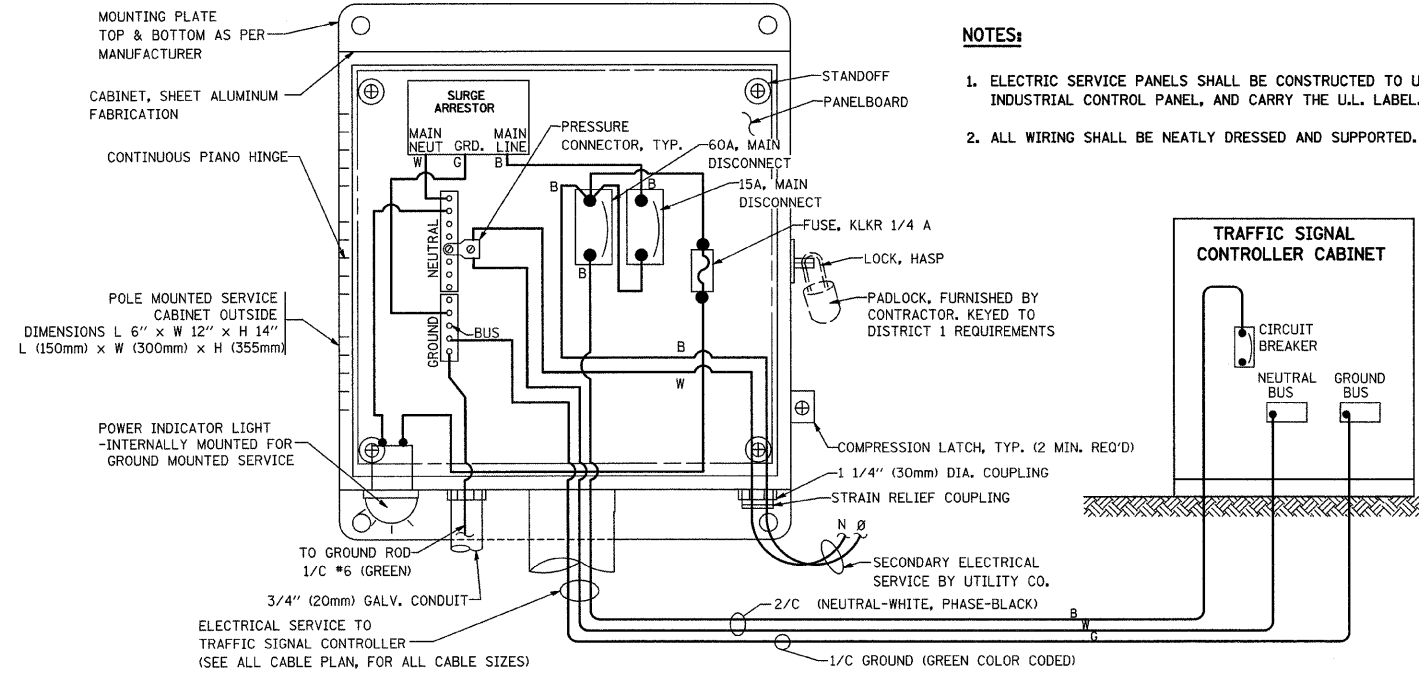 MOUNTING PLATE
TOP & BOTTOM AS PER
MANUFACTURER
CABINET, SHEET ALUMINUM
FABRICATION
CONTINUOUS PIANO HINGE
POLE MOUNTED SERVICE
CABINET OUTSIDE
DIMENSIONS L 6" x W 12" x H 14"
L (150mm) x W (300mm) x H (355mm)
POWER INDICATOR LIGHT
-INTERNALLY MOUNTED FOR
GROUND MOUNTED SERVICE
SURGE
ARRESTOR
MAIN
NEUT
GRD.
MAIN
LINE
W
G
B
NEUTRAL
GROUND
BUS
PRESSURE
CONNECTOR, TYP.
B
B
B
B
W
STANDOFF
PANELBOARD
60A, MAIN
DISCONNECT
15A, MAIN
DISCONNECT
FUSE, KLKR 1/4 A
LOCK, HASP
PADLOCK, FURNISHED BY
CONTRACTOR. KEYED TO
DISTRICT 1 REQUIREMENTS
COMPRESSION LATCH, TYP. (2 MIN. REQ'D)
1 1/4" (30mm) DIA. COUPLING
STRAIN RELIEF COUPLING
N Ø
SECONDARY ELECTRICAL
SERVICE BY UTILITY CO.
TO GROUND ROD
1/C #6 (GREEN)
3/4" (20mm) GALV. CONDUIT
ELECTRICAL SERVICE TO
TRAFFIC SIGNAL CONTROLLER
(SEE ALL CABLE PLAN, FOR ALL CABLE SIZES)
2/C (NEUTRAL-WHITE, PHASE-BLACK)
B
W
G
1/C GROUND (GREEN COLOR CODED)
NOTES:
1. ELECTRIC SERVICE PANELS SHALL BE CONSTRUCTED TO U
INDUSTRIAL CONTROL PANEL, AND CARRY THE U.L. LABEL.
2. ALL WIRING SHALL BE NEATLY DRESSED AND SUPPORTED.
TRAFFIC SIGNAL
CONTROLLER CABINET
CIRCUIT
BREAKER
NEUTRAL
BUS
GROUND
BUS